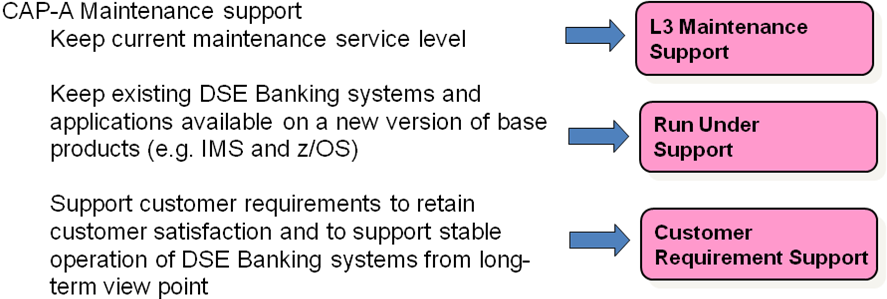 CAP-A Maintenance support
Keep current maintenance service level
L3 Maintenance
Support
Keep existing DSE Banking systems and
applications available on a new version of base
products (e.g. IMS and z/OS)
Run Under
Support
Support customer requirements to retain
customer satisfaction and to support stable
operation of DSE Banking systems from long-
term view point
Customer
Requirement Support